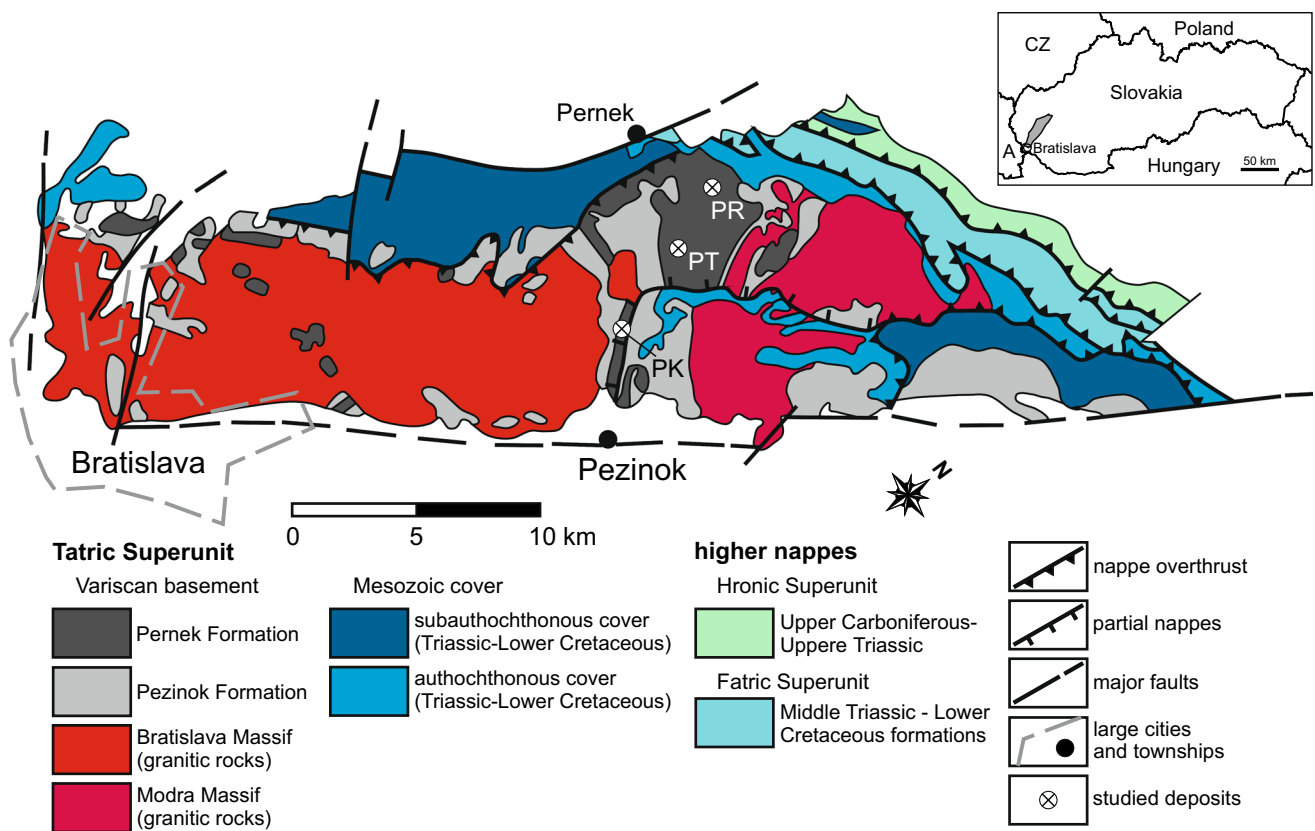 CZ
Poland
Slovakia
A
Bratislava
Hungary
50 km
Pernek
PR
PT
PK
Bratislava
Pezinok
N
0 5 10 km
Tatric Superunit
Variscan basement
Pernek Formation
Pezinok Formation
Bratislava Massif
(granitic rocks)
Modra Massif
(granitic rocks)
Mesozoic cover
subauthochthonous cover
(Triassic-Lower Cretaceous)
authochthonous cover
(Triassic-Lower Cretaceous)
higher nappes
Hronic Superunit
Upper Carboniferous-
Uppere Triassic
Fatric Superunit
Middle Triassic - Lower
Cretaceous formations
nappe overthrust
partial nappes
major faults
large cities
and townships
studied deposits